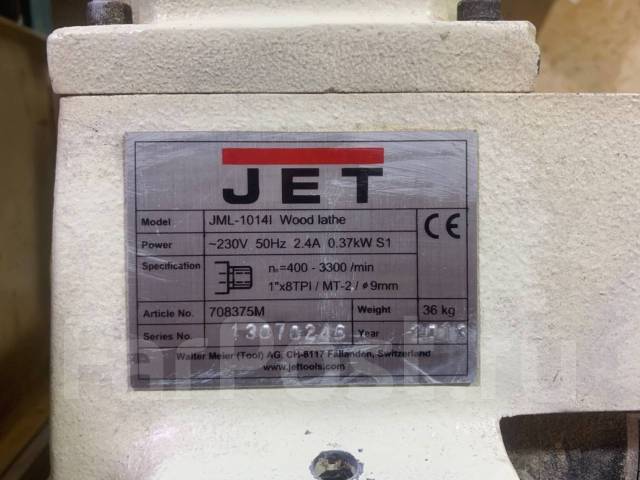 JET
Model JML-1014I Wood lathe
CE
Power ~230V 50Hz 2.4A 0.37kW S1
Specification n₀=400 - 3300 /min
1"x8TPI / MT-2 / ø9mm
Article No. 708375M Weight 36 kg
Series No. 13070246 Year 2013
Walter Meier (Tool) AG, CH-8117 Fällanden, Switzerland
www.jettools.com